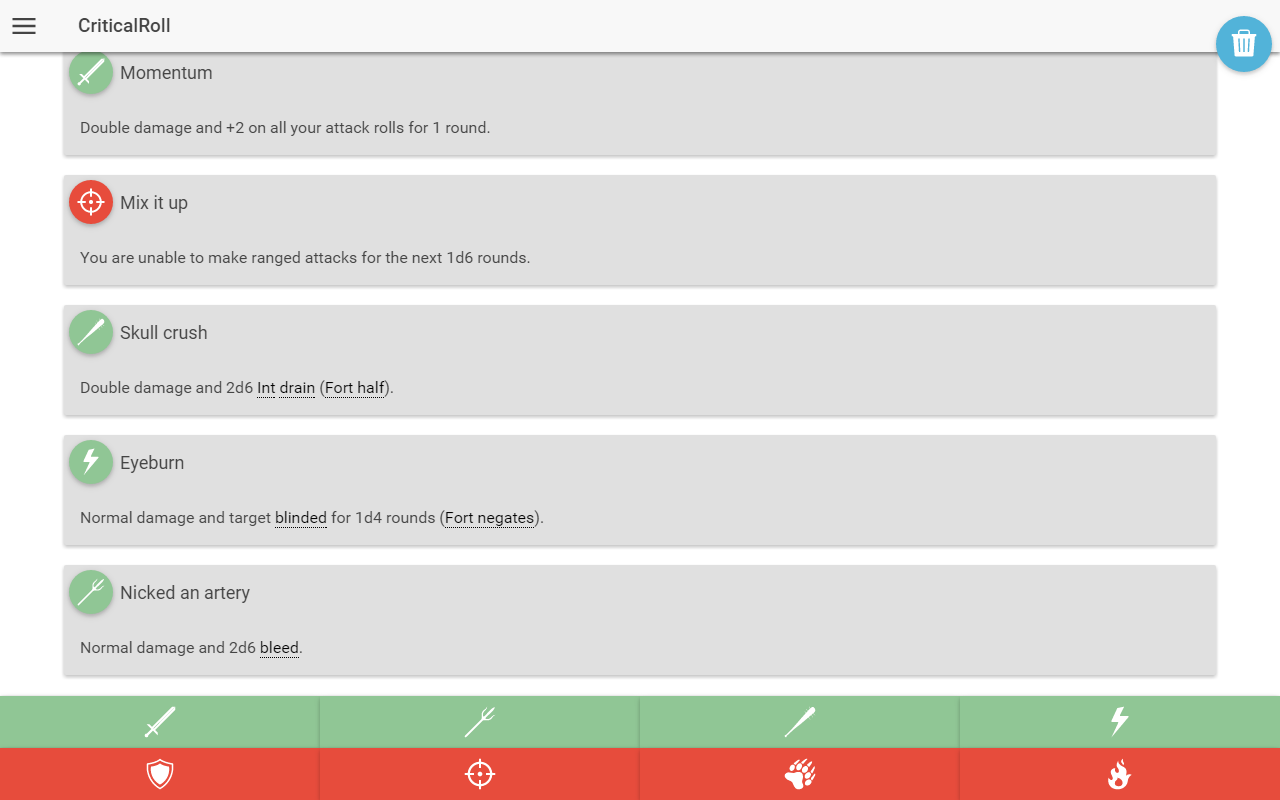 CriticalRoll
Momentum
Double damage and +2 on all your attack rolls for 1 round.
Mix it up
You are unable to make ranged attacks for the next 1d6 rounds.
Skull crush
Double damage and 2d6 Int drain (Fort half).
Eyeburn
Normal damage and target blinded for 1d4 rounds (Fort negates).
Nicked an artery
Normal damage and 2d6 bleed.